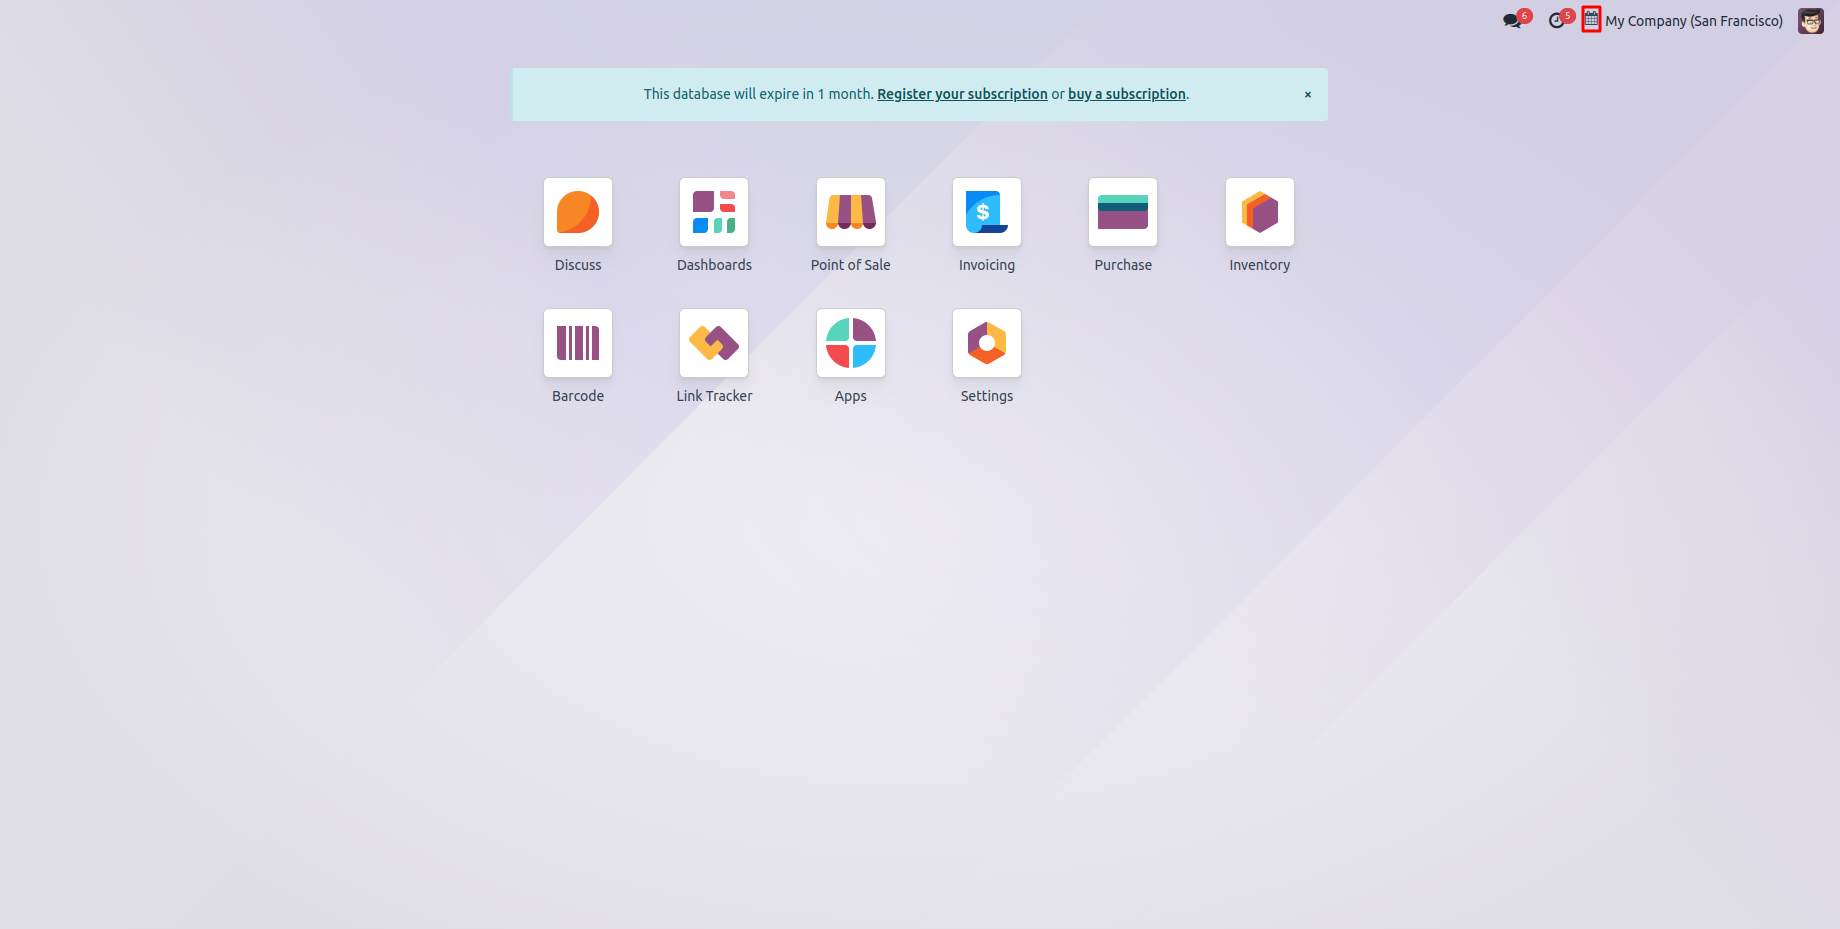 6 5 My Company (San Francisco)
This database will expire in 1 month. Register your subscription or buy a subscription. ×
$
Discuss Dashboards Point of Sale Invoicing Purchase Inventory
Barcode Link Tracker Apps Settings